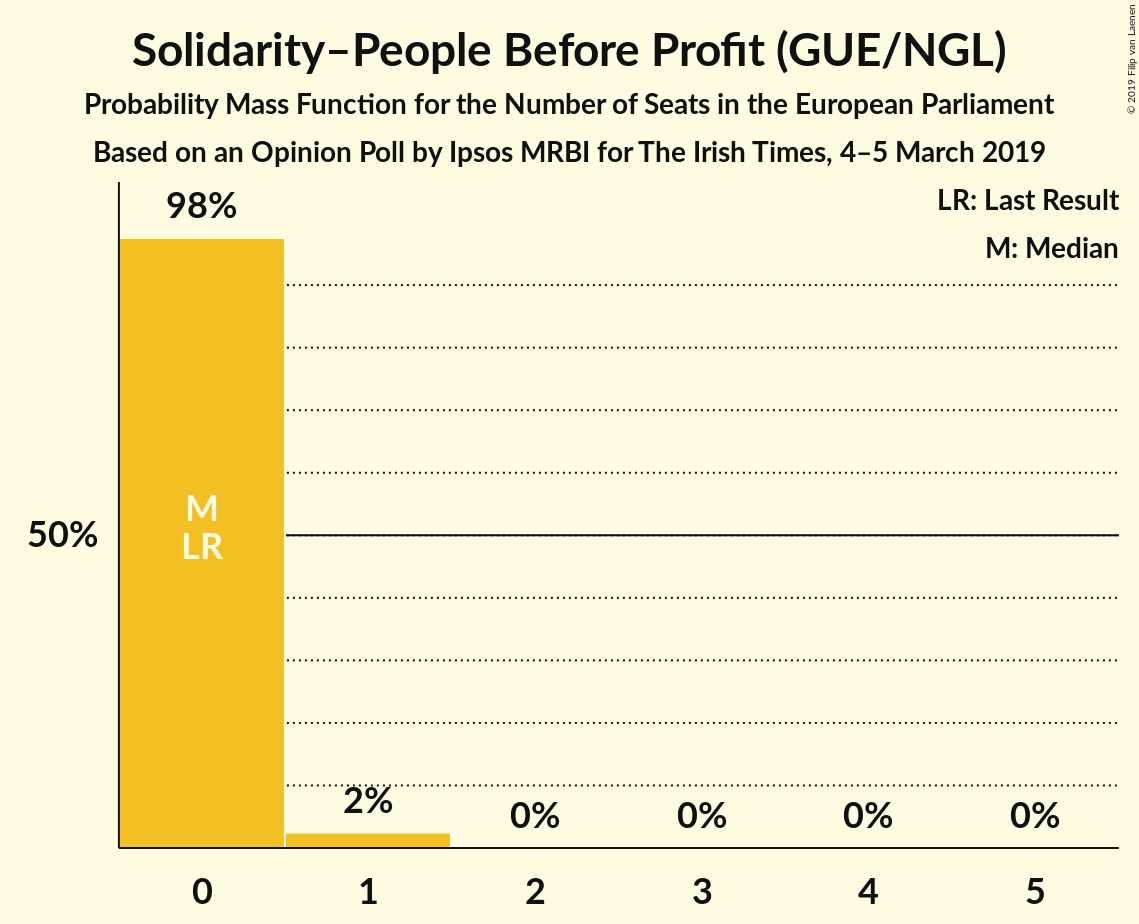 Solidarity–People Before Profit (GUE/NGL)
Probability Mass Function for the Number of Seats in the European Parliament
Based on an Opinion Poll by Ipsos MRBI for The Irish Times, 4–5 March 2019
© 2019 Filip van Laenen
LR: Last Result
M: Median
98%
50%
M
LR
2%
0%
0%
0%
0%
0
1
2
3
4
5